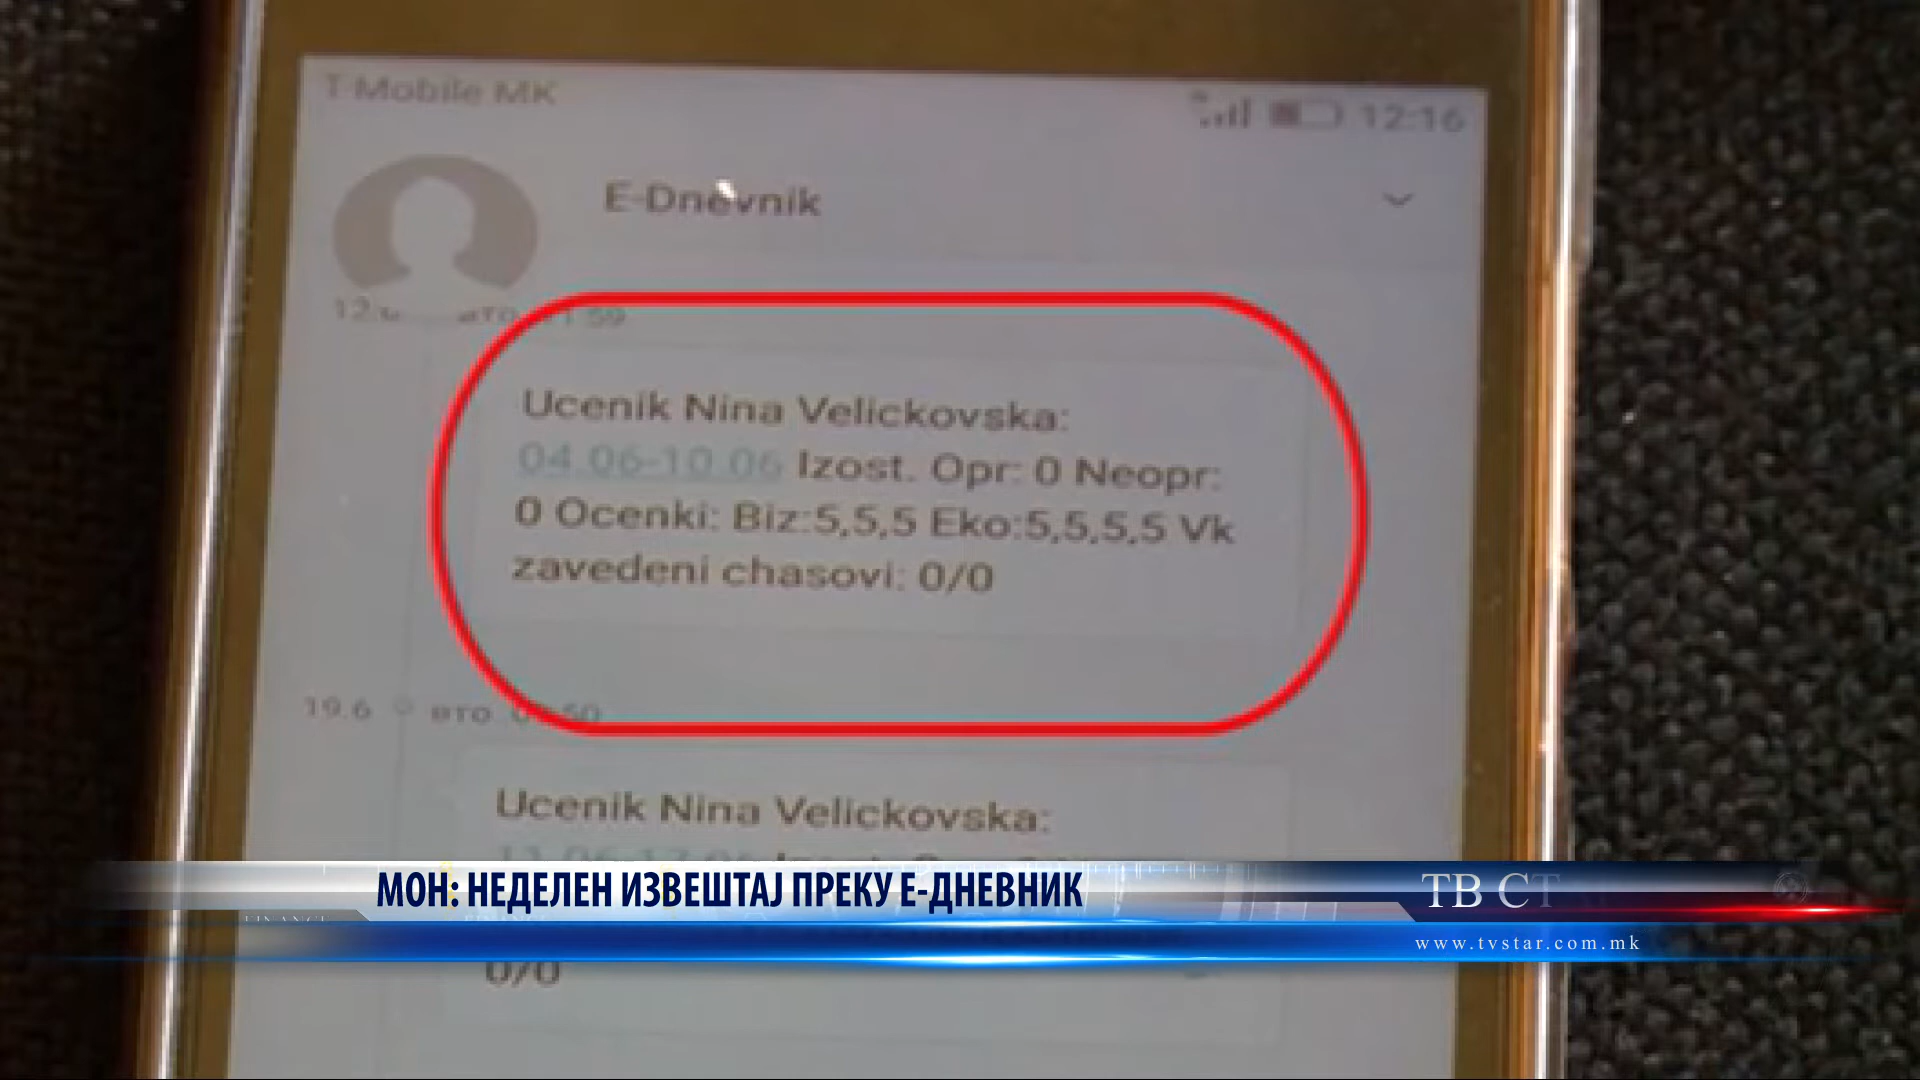 T-Mobile MK
12:16
E-Dnevnik
Ucenik Nina Velickovska:
04.06-10.06 Izost. Opr: 0 Neopr:
0 Ocenki: Biz:5,5,5 Eko:5,5,5,5 Vk
zavedeni chasovi: 0/0
19.6 вто.
Ucenik Nina Velickovska:
МОН: НЕДЕЛЕН ИЗВЕШТАЈ ПРЕКУ Е-ДНЕВНИК
ТВ СТ
www.tvstar.com.mk
0/0